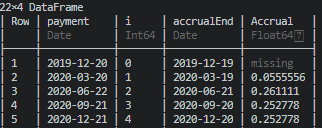 22×4 DataFrame
| Row | payment | i | accrualEnd | Accrual |
| | Date | Int64 | Date | Float64? |
| 1 | 2019-12-20 | 0 | 2019-12-19 | missing |
| 2 | 2020-03-20 | 1 | 2020-03-19 | 0.0555556 |
| 3 | 2020-06-22 | 2 | 2020-06-21 | 0.261111 |
| 4 | 2020-09-21 | 3 | 2020-09-20 | 0.252778 |
| 5 | 2020-12-21 | 4 | 2020-12-20 | 0.252778 |